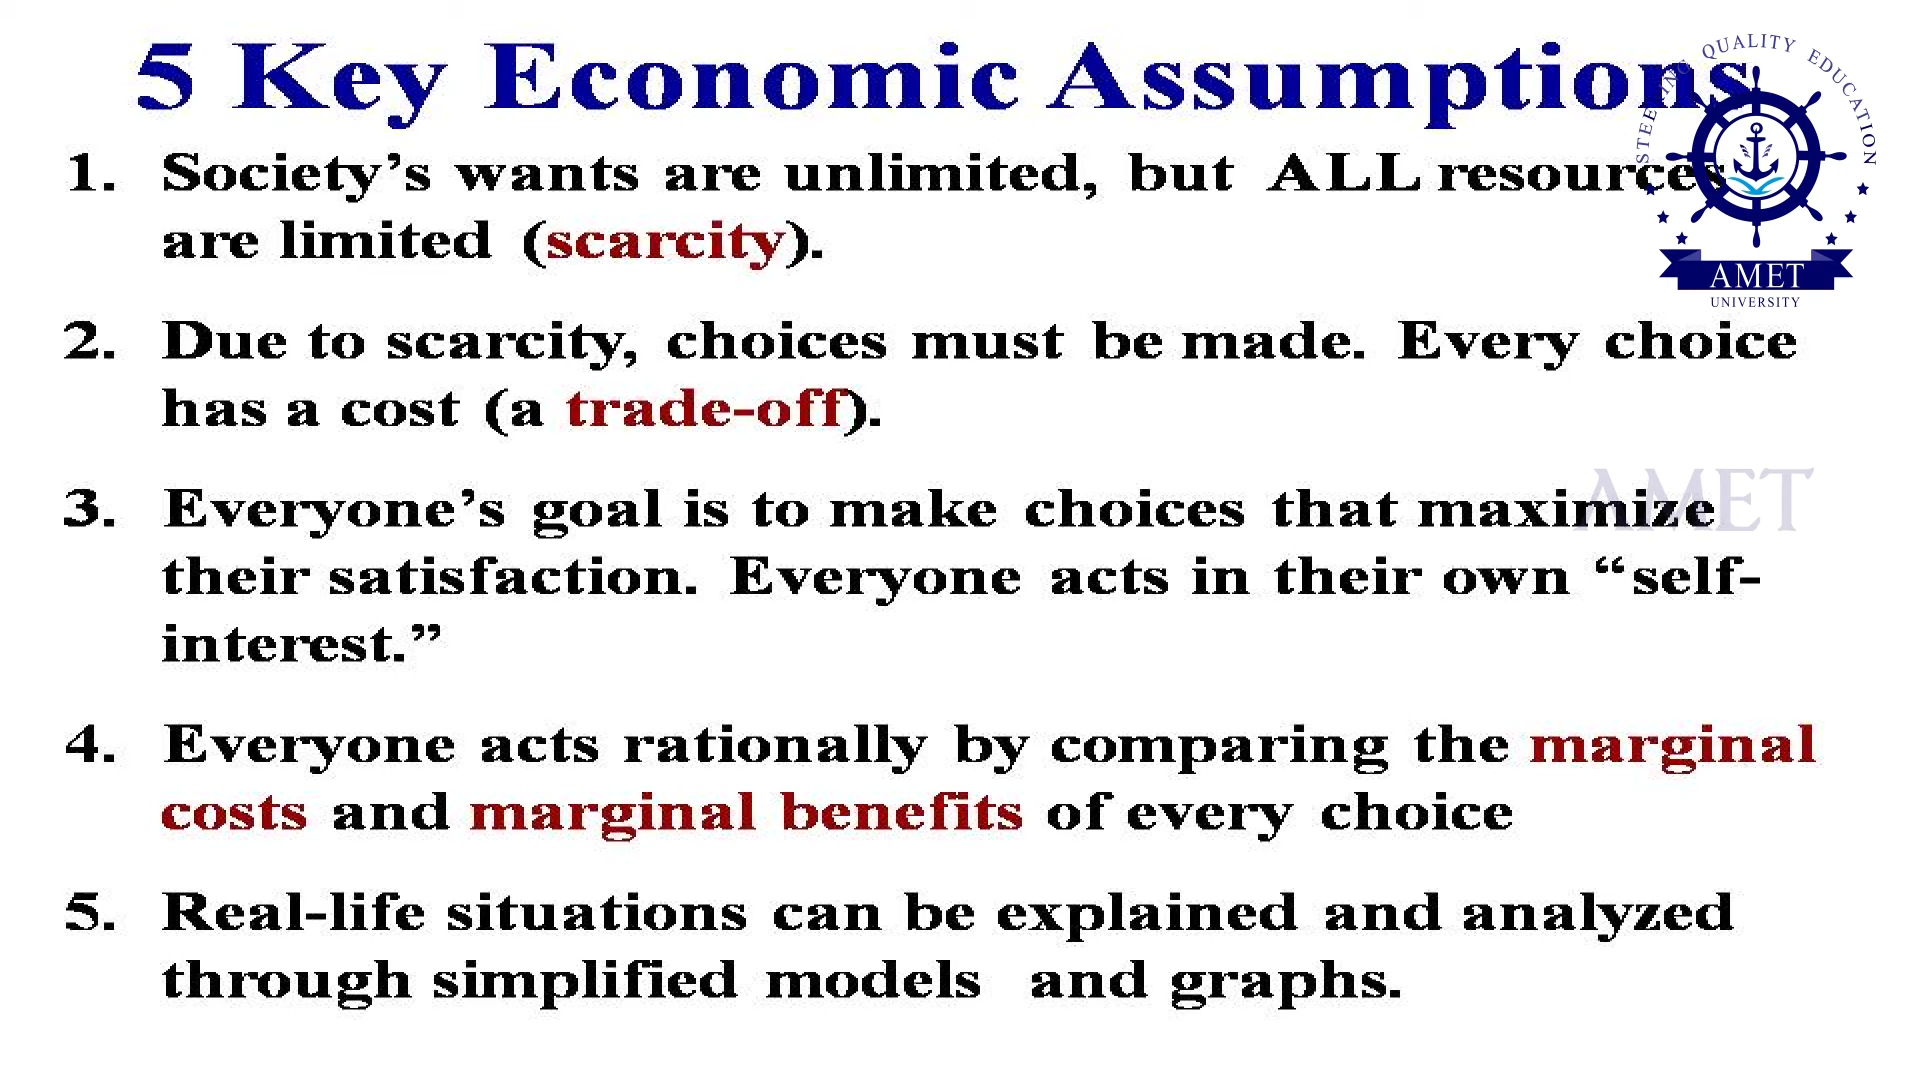 5 Key Economic Assumptions
STEERING QUALITY EDUCATION
1. Society’s wants are unlimited, but ALL resources
are limited (scarcity).
AMET
UNIVERSITY
2. Due to scarcity, choices must be made. Every choice
has a cost (a trade-off).
AMET
3. Everyone’s goal is to make choices that maximize
their satisfaction. Everyone acts in their own “self-
interest.”
4. Everyone acts rationally by comparing the marginal
costs and marginal benefits of every choice
5. Real-life situations can be explained and analyzed
through simplified models and graphs.